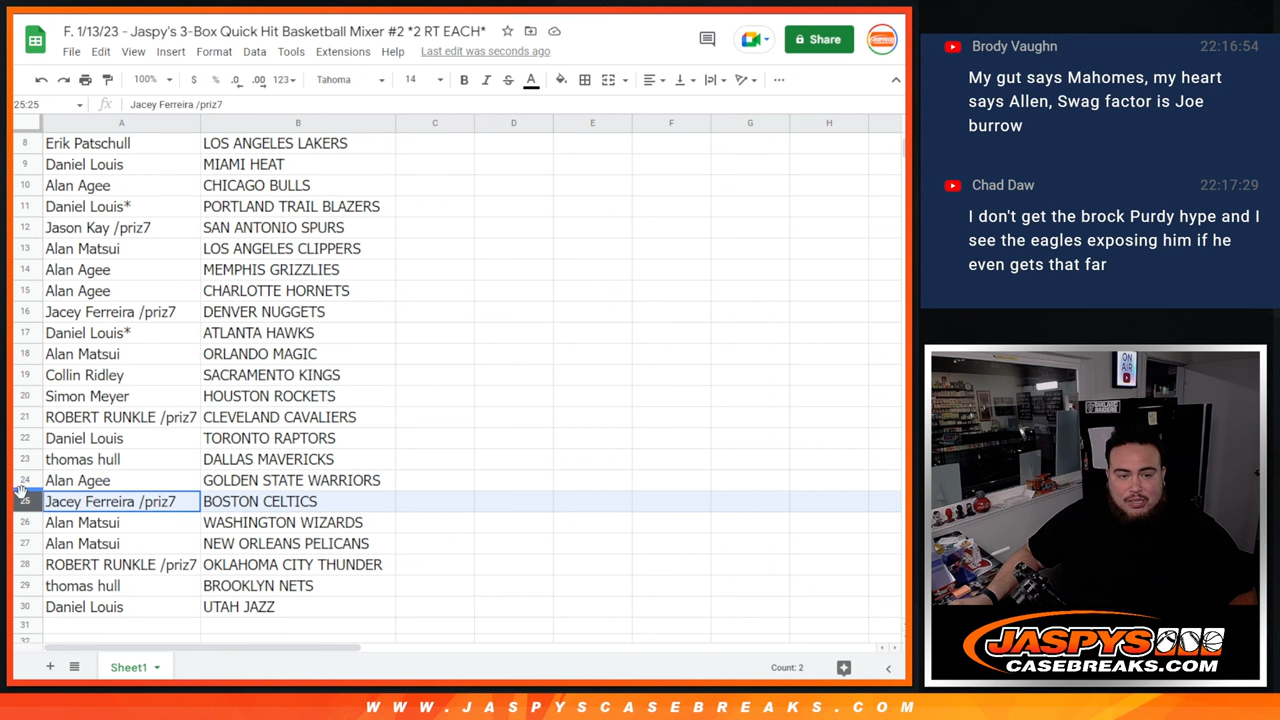 F. 1/13/23 - Jaspy's 3-Box Quick Hit Basketball Mixer #2 *2 RT EACH*
File Edit View Insert Format Data Tools Extensions Help Last edit was seconds ago
Share
100% $ % .0 .00 123 Tahoma 14 B I S A
25:25 fx Jacey Ferreira /priz7
A B C D E F G H
8 Erik Patschull LOS ANGELES LAKERS
9 Daniel Louis MIAMI HEAT
10 Alan Agee CHICAGO BULLS
11 Daniel Louis* PORTLAND TRAIL BLAZERS
12 Jason Kay /priz7 SAN ANTONIO SPURS
13 Alan Matsui LOS ANGELES CLIPPERS
14 Alan Agee MEMPHIS GRIZZLIES
15 Alan Agee CHARLOTTE HORNETS
16 Jacey Ferreira /priz7 DENVER NUGGETS
17 Daniel Louis* ATLANTA HAWKS
18 Alan Matsui ORLANDO MAGIC
19 Collin Ridley SACRAMENTO KINGS
20 Simon Meyer HOUSTON ROCKETS
21 ROBERT RUNKLE /priz7 CLEVELAND CAVALIERS
22 Daniel Louis TORONTO RAPTORS
23 thomas hull DALLAS MAVERICKS
24 Alan Agee GOLDEN STATE WARRIORS
25 Jacey Ferreira /priz7 BOSTON CELTICS
26 Alan Matsui WASHINGTON WIZARDS
27 Alan Matsui NEW ORLEANS PELICANS
28 ROBERT RUNKLE /priz7 OKLAHOMA CITY THUNDER
29 thomas hull BROOKLYN NETS
30 Daniel Louis UTAH JAZZ
31
32
Sheet1 Count: 2
Brody Vaughn 22:16:54
My gut says Mahomes, my heart
says Allen, Swag factor is Joe
burrow
Chad Daw 22:17:29
I don't get the brock Purdy hype and I
see the eagles exposing him if he
even gets that far
ON
AIR
JASPYS
CASEBREAKS.COM
WWW.JASPYSCASEBREAKS.COM